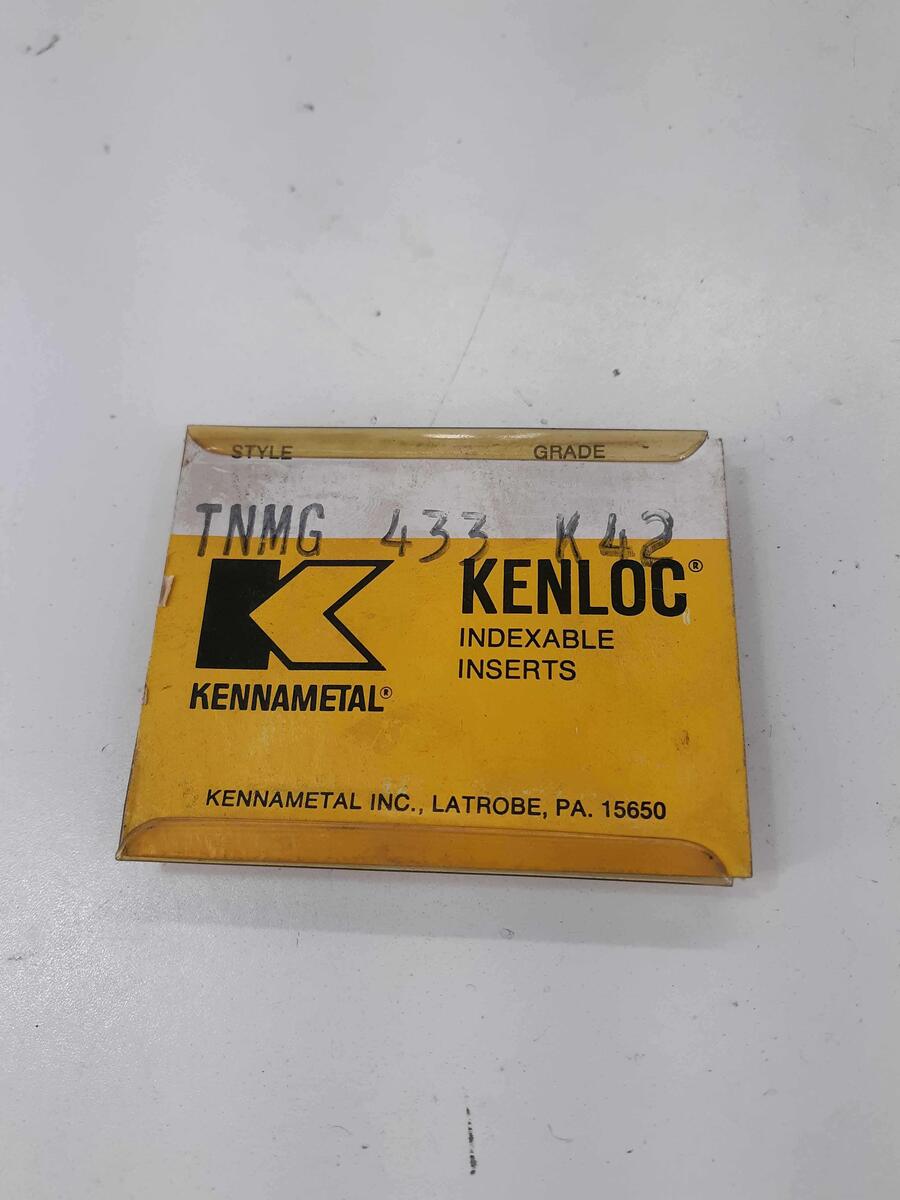 STYLE GRADE
TNMG 433 K42
KENLOC®
INDEXABLE
INSERTS
KENNAMETAL®
KENNAMETAL INC., LATROBE, PA. 15650